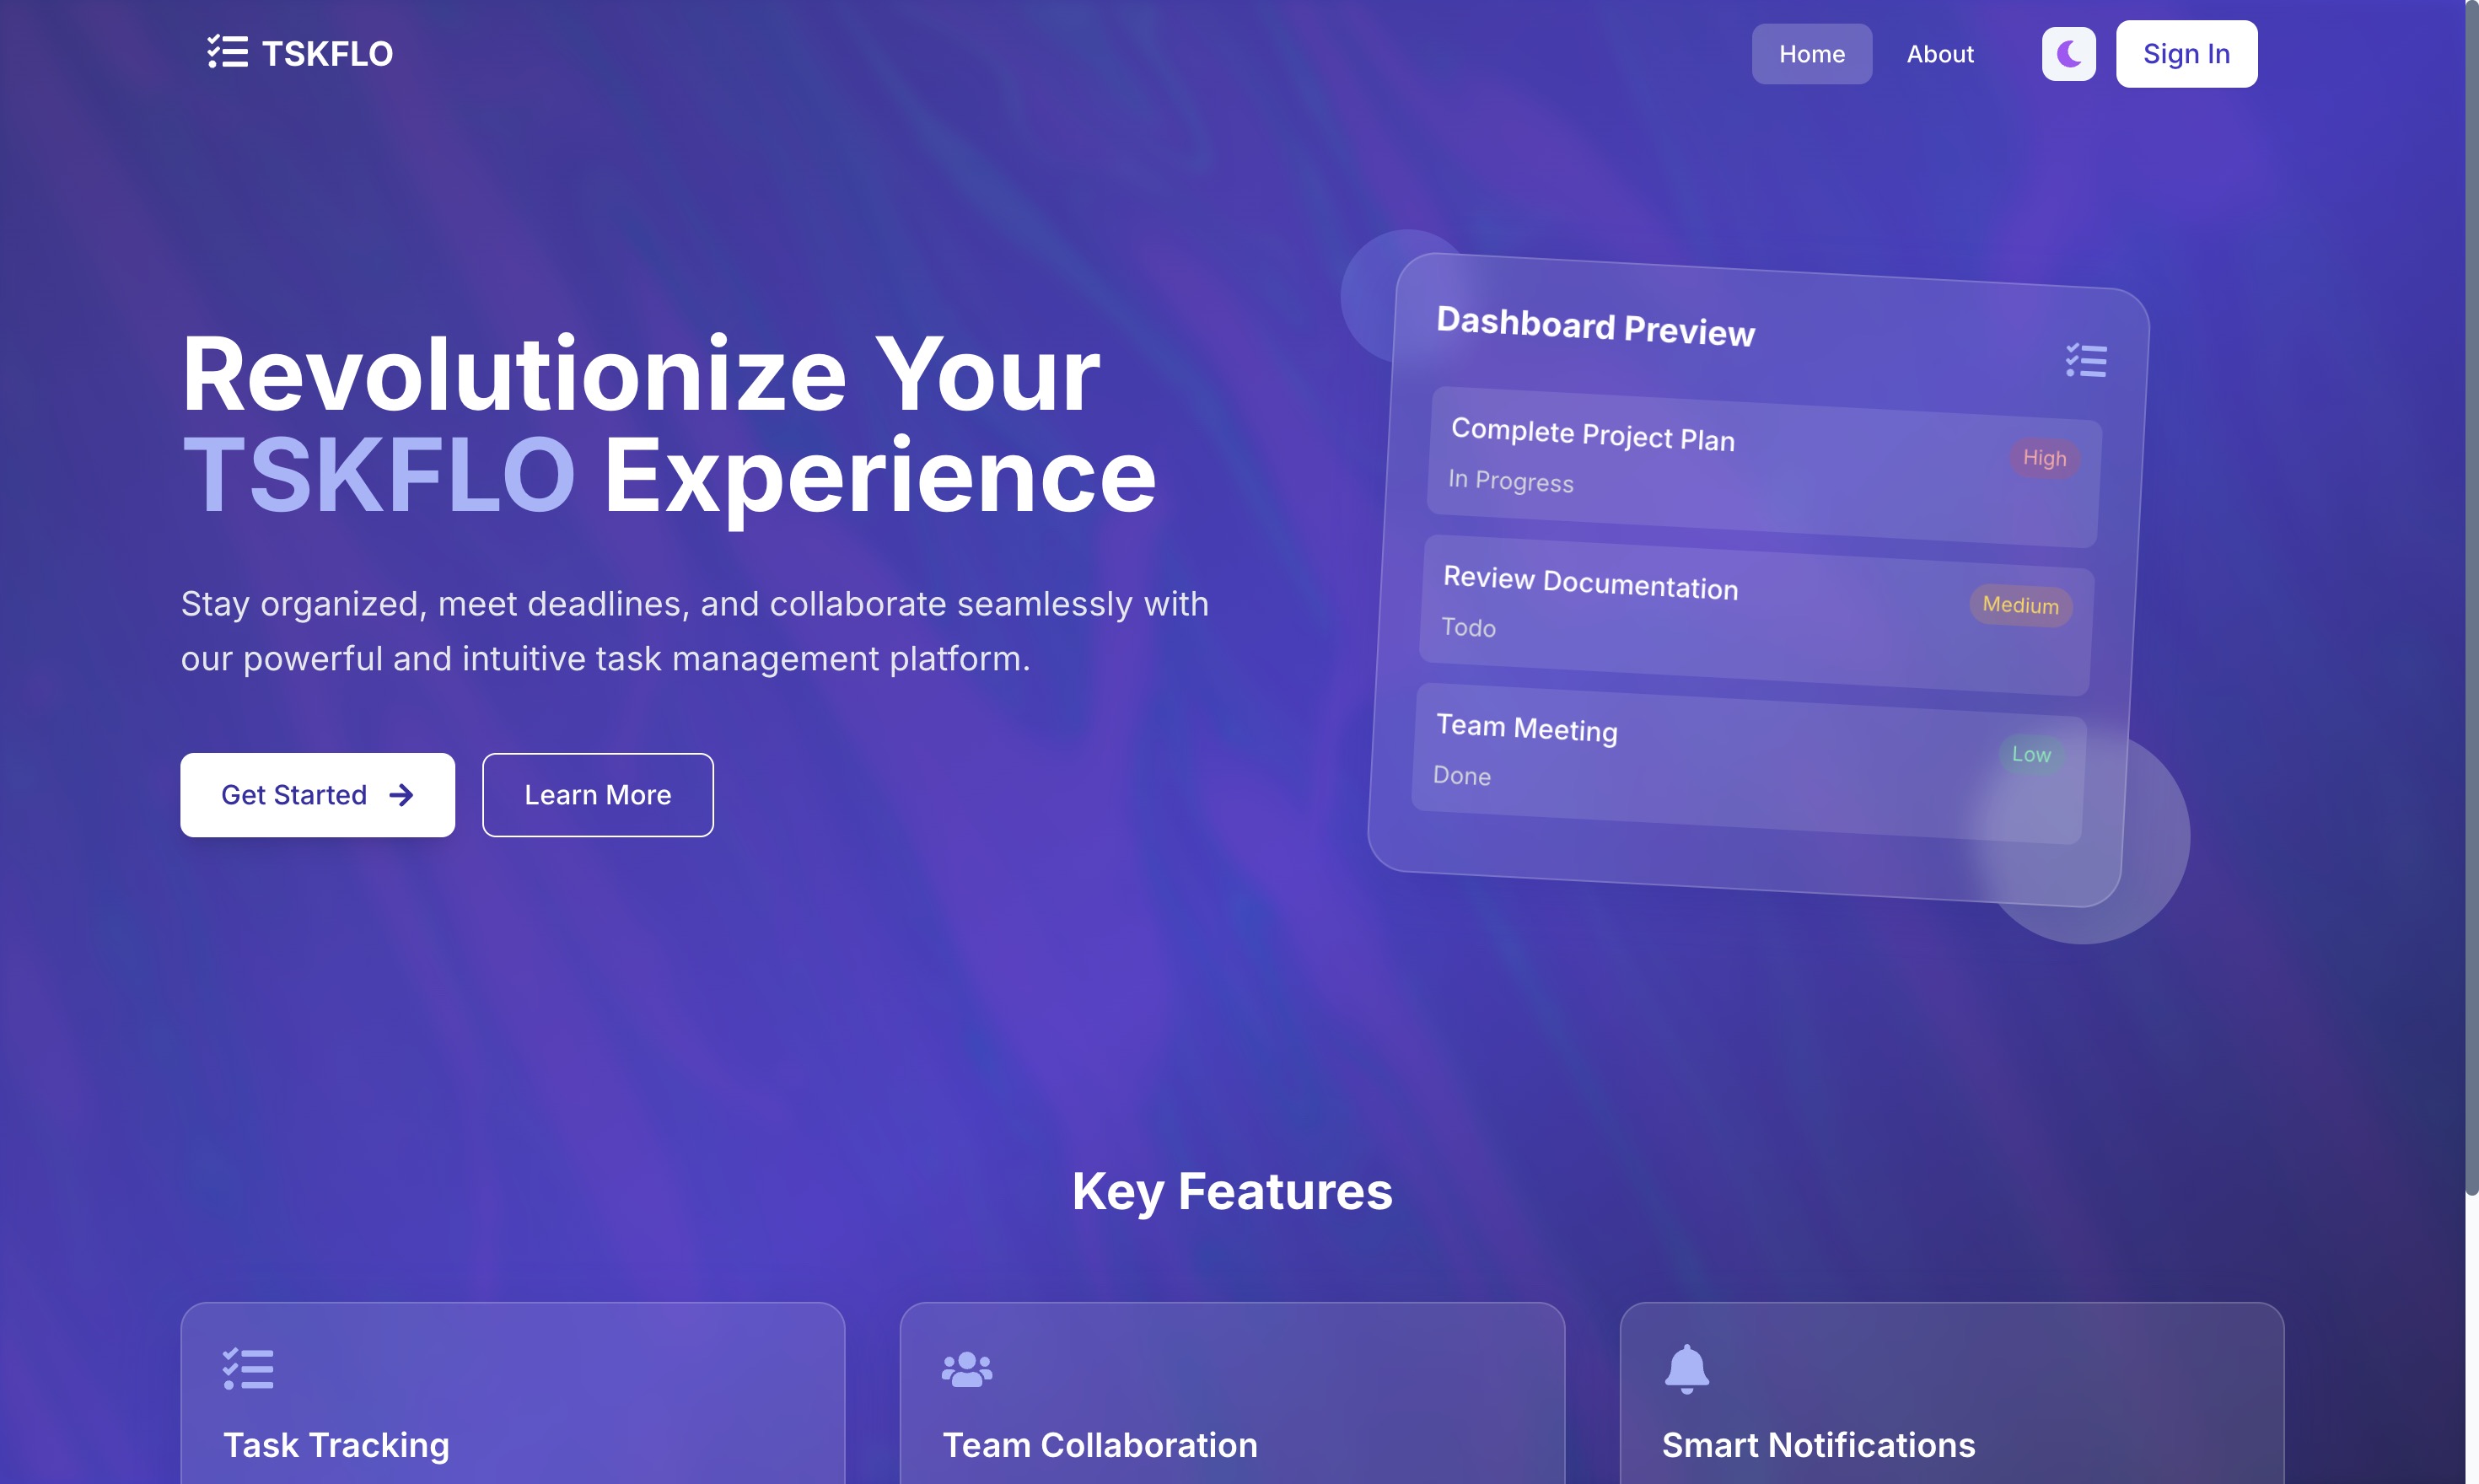 TSKFLO
Home
About
Sign In
Revolutionize Your
TSKFLO Experience
Stay organized, meet deadlines, and collaborate seamlessly with
our powerful and intuitive task management platform.
Get Started
Learn More
Dashboard Preview
Complete Project Plan
High
In Progress
Review Documentation
Medium
Todo
Team Meeting
Low
Done
Key Features
Task Tracking
Team Collaboration
Smart Notifications